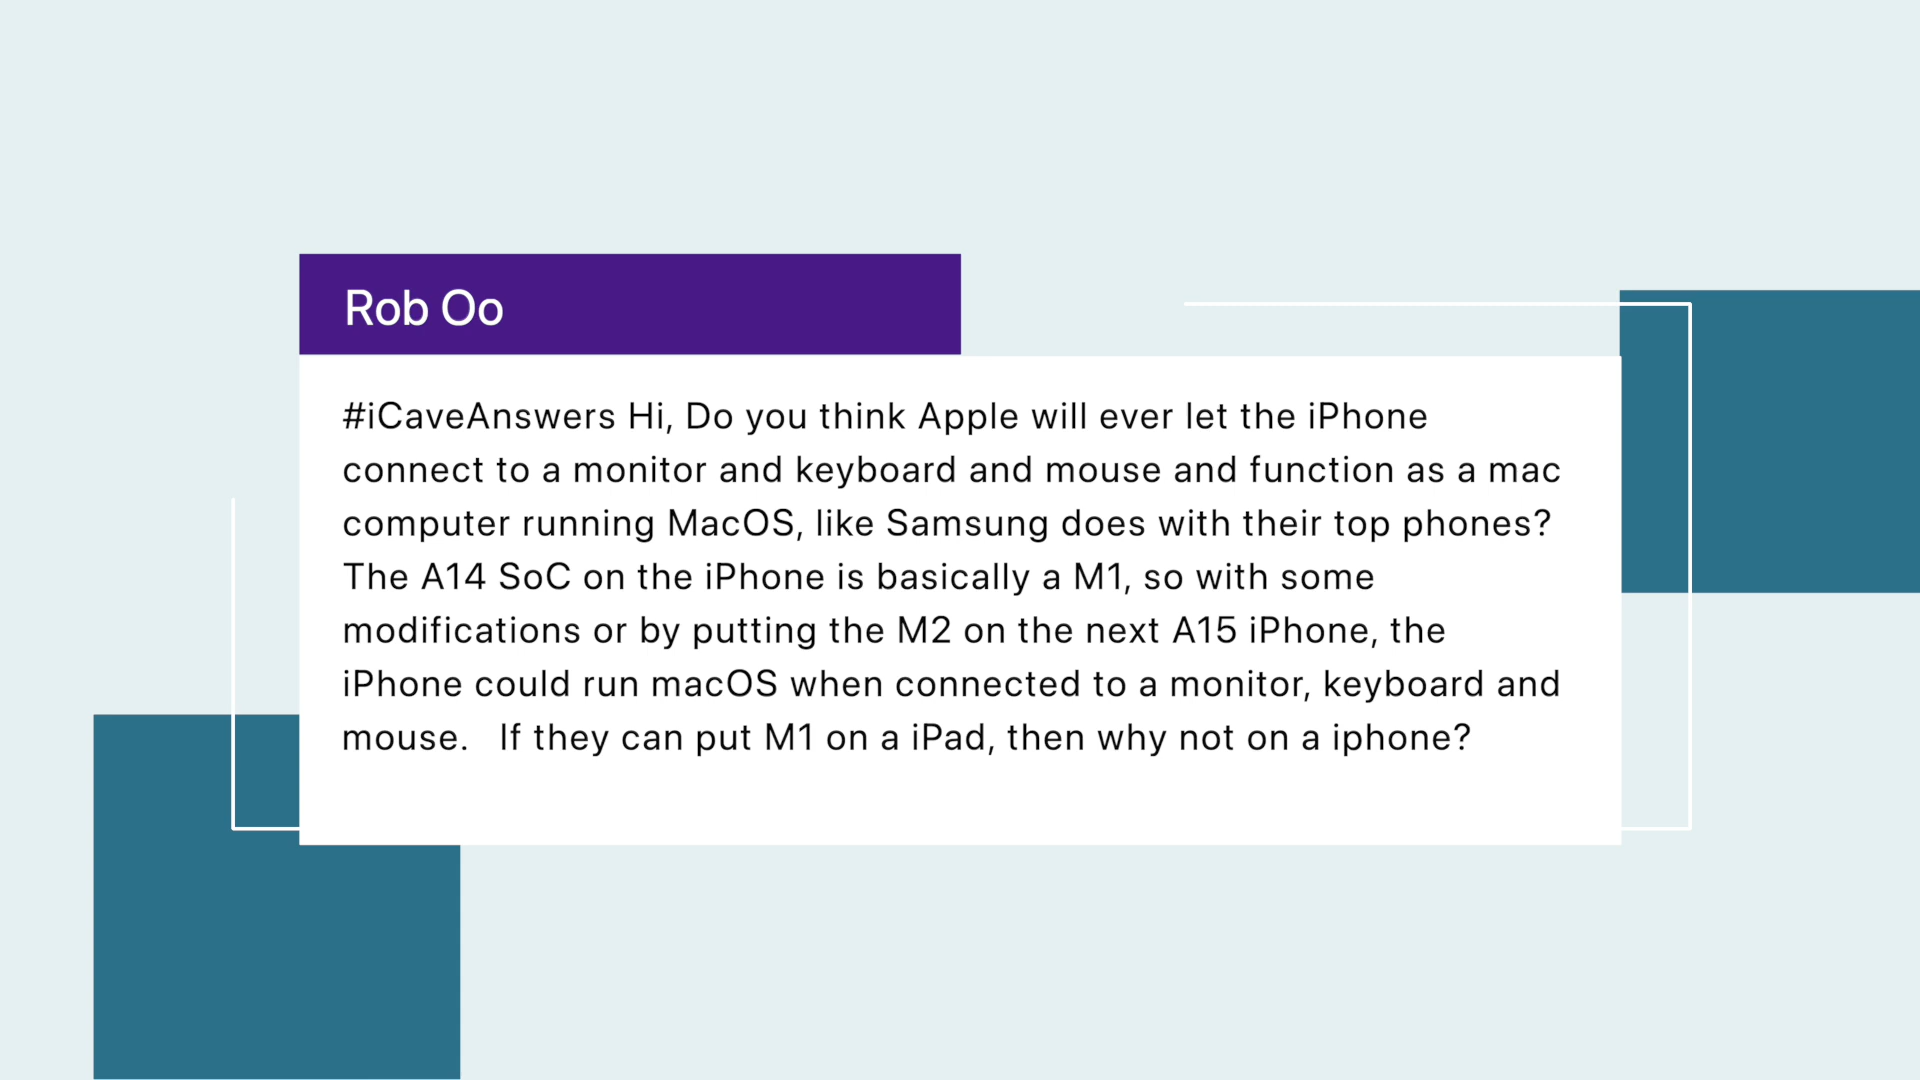 Rob Oo
#iCaveAnswers Hi, Do you think Apple will ever let the iPhone
connect to a monitor and keyboard and mouse and function as a mac
computer running MacOS, like Samsung does with their top phones?
The A14 SoC on the iPhone is basically a M1, so with some
modifications or by putting the M2 on the next A15 iPhone, the
iPhone could run macOS when connected to a monitor, keyboard and
mouse.   If they can put M1 on a iPad, then why not on a iphone?